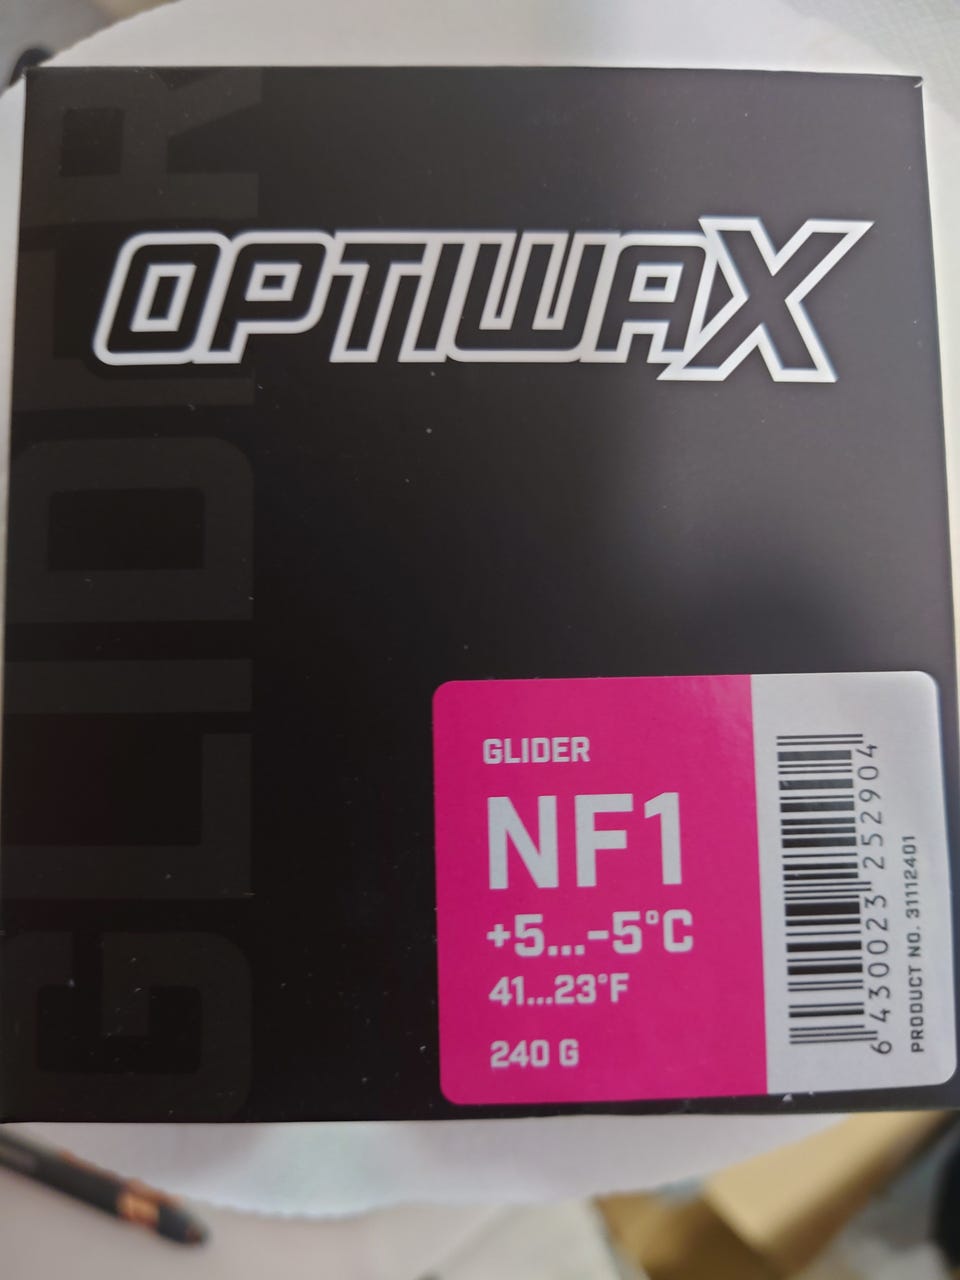 OPTIWAX
GLIDER
GLIDER
NF1
+5...-5°C
41...23°F
240 G
6 430023 252904
PRODUCT NO. 31112401